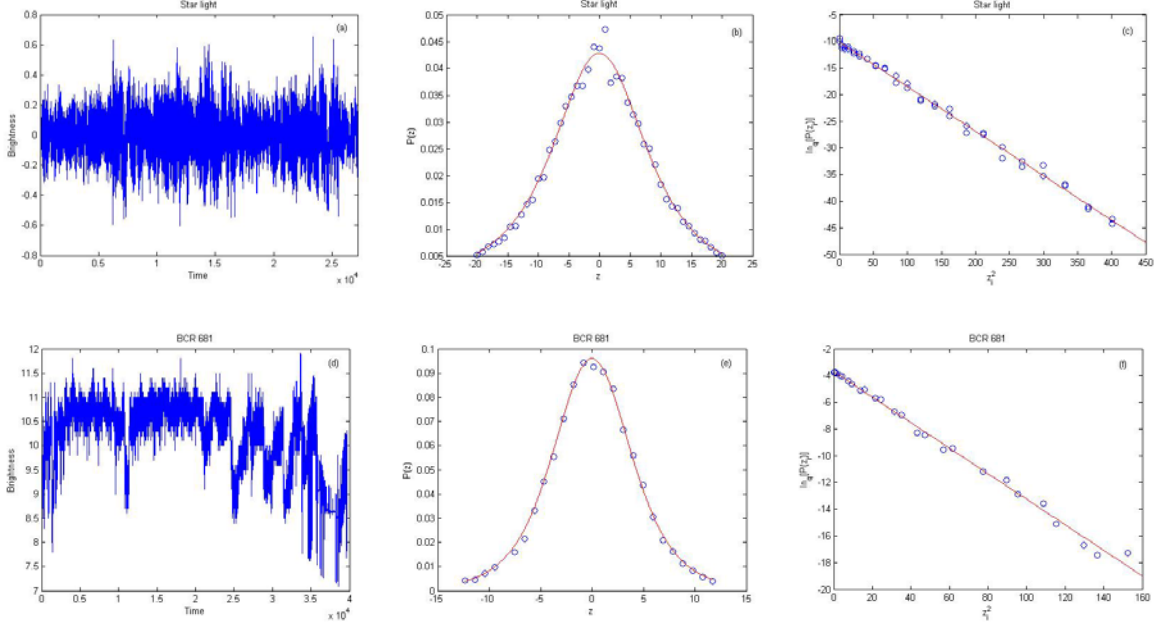 Star light
(a)
Brightness
0.8
0.6
0.4
0.2
0
-0.2
-0.4
-0.6
-0.8
0 0.5 1 1.5 2 2.5
Time
x 10^4
Star light
(b)
P(z)
0.05
0.045
0.04
0.035
0.03
0.025
0.02
0.015
0.01
0.005
-25 -20 -15 -10 -5 0 5 10 15 20 25
z
Star light
(c)
ln_q[P(z_i)]
-5
-10
-15
-20
-25
-30
-35
-40
-45
-50
0 50 100 150 200 250 300 350 400 450
z_i^2
BCR 681
(d)
Brightness
12
11.5
11
10.5
10
9.5
9
8.5
8
7.5
7
0 0.5 1 1.5 2 2.5 3 3.5 4
Time
x 10^4
BCR 681
(e)
P(z)
0.1
0.09
0.08
0.07
0.06
0.05
0.04
0.03
0.02
0.01
0
-15 -10 -5 0 5 10 15
z
BCR 681
(f)
ln_q[P(z_i)]
-2
-4
-6
-8
-10
-12
-14
-16
-18
-20
0 20 40 60 80 100 120 140 160
z_i^2